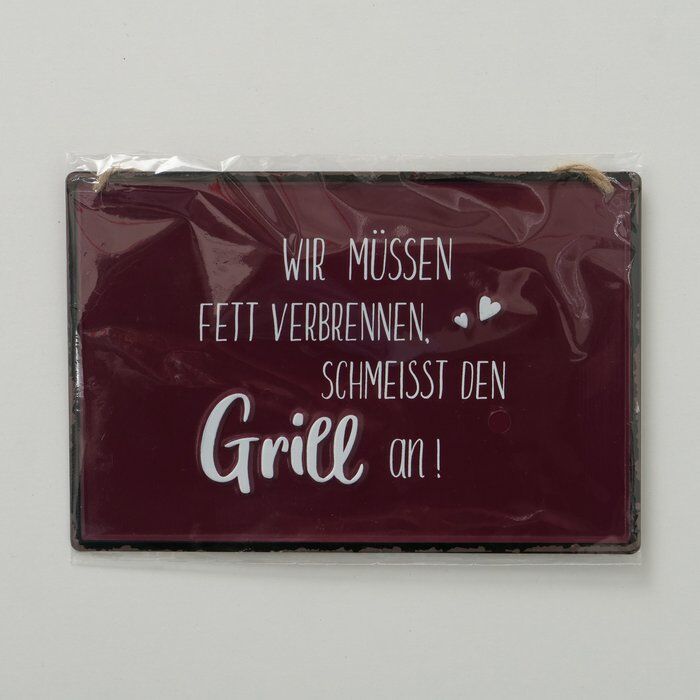 WIR MÜSSEN
FETT VERBRENNEN,
SCHMEISST DEN
Grill an!